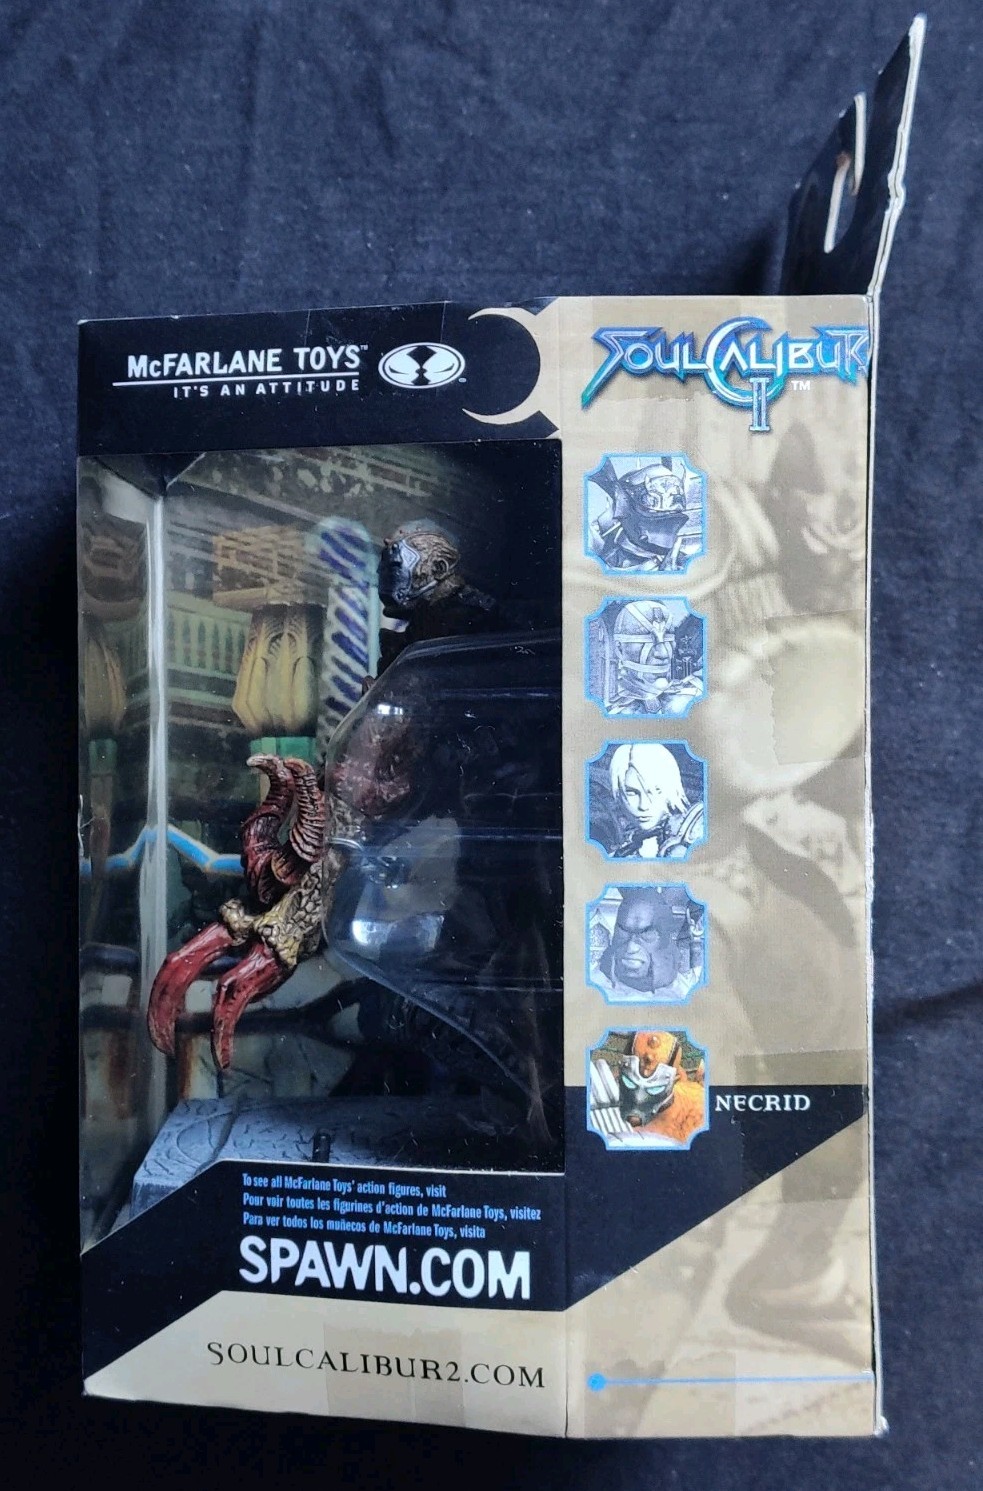 McFARLANE TOYS™
IT'S AN ATTITUDE
SOULCALIBUR
II ™
NECRID
To see all McFarlane Toys' action figures, visit
Pour voir toutes les figurines d'action de McFarlane Toys, visitez
Para ver todos los muñecos de McFarlane Toys, visita
SPAWN.COM
SOULCALIBUR2.COM